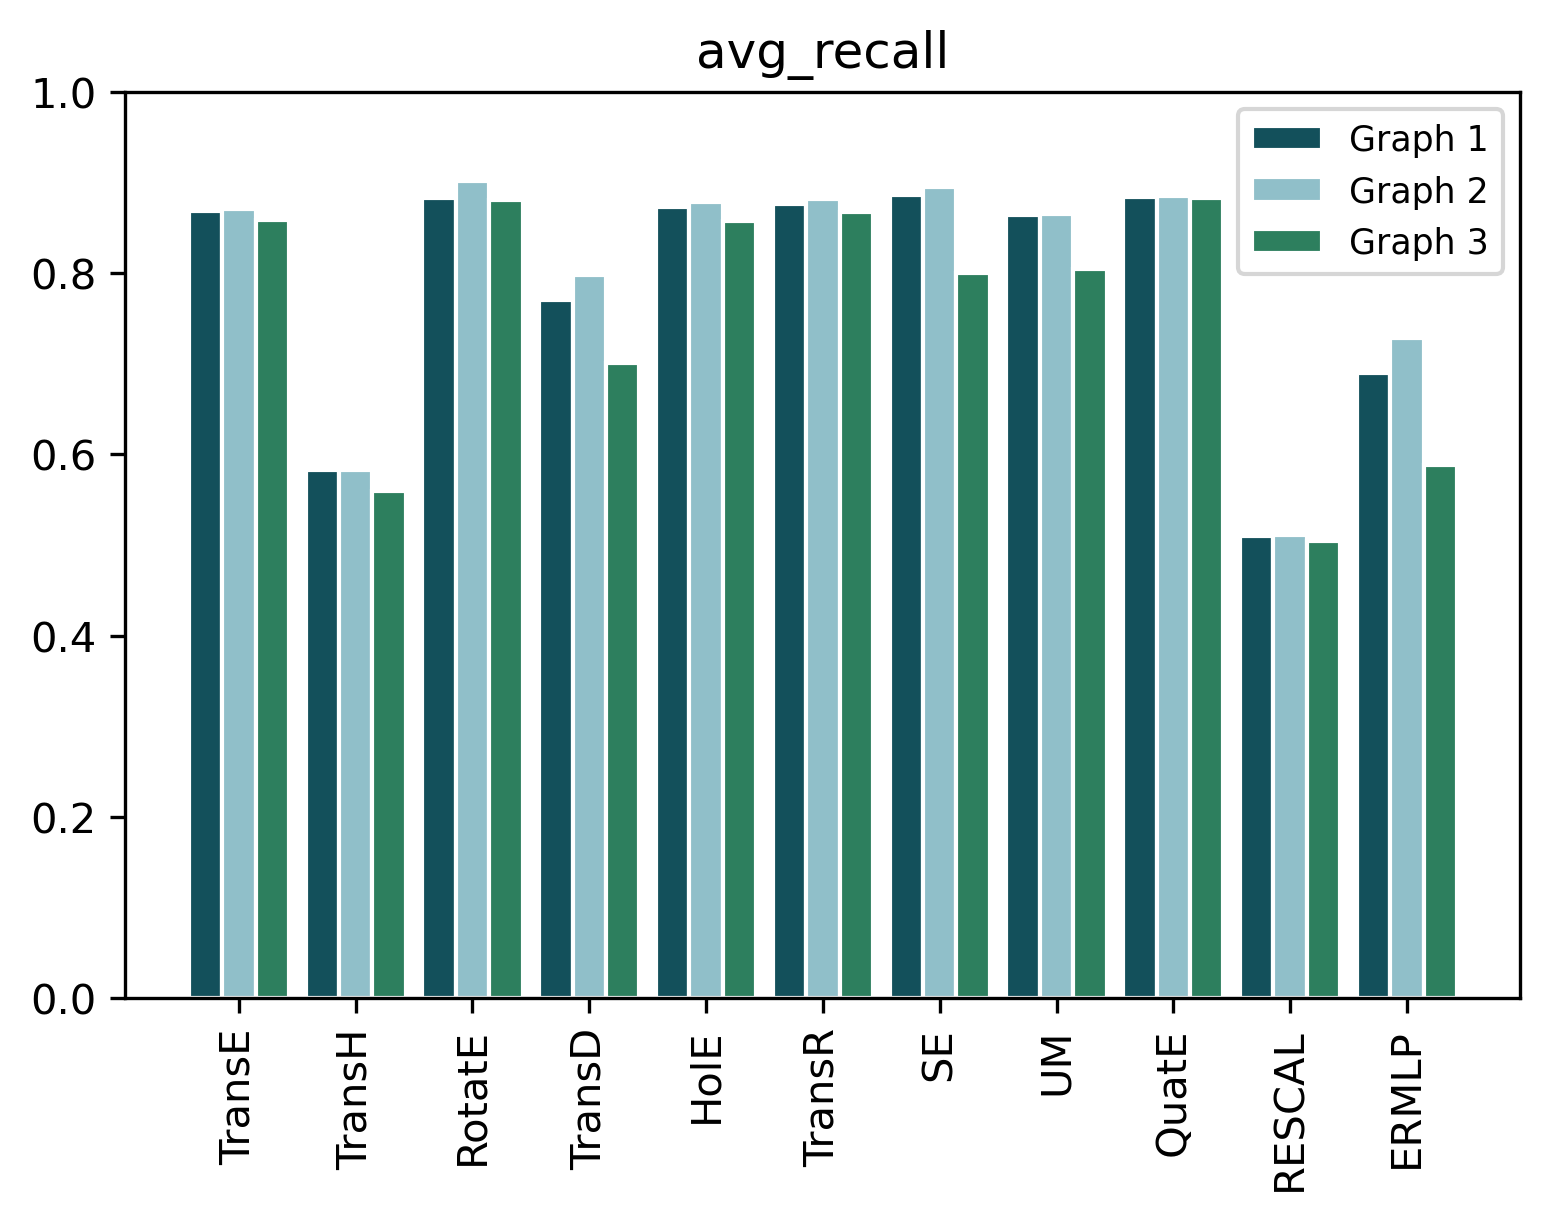 avg_recall
1.0
0.8
0.6
0.4
0.2
0.0
Graph 1
Graph 2
Graph 3
TransE
TransH
RotatE
TransD
HolE
TransR
SE
UM
QuatE
RESCAL
ERMLP